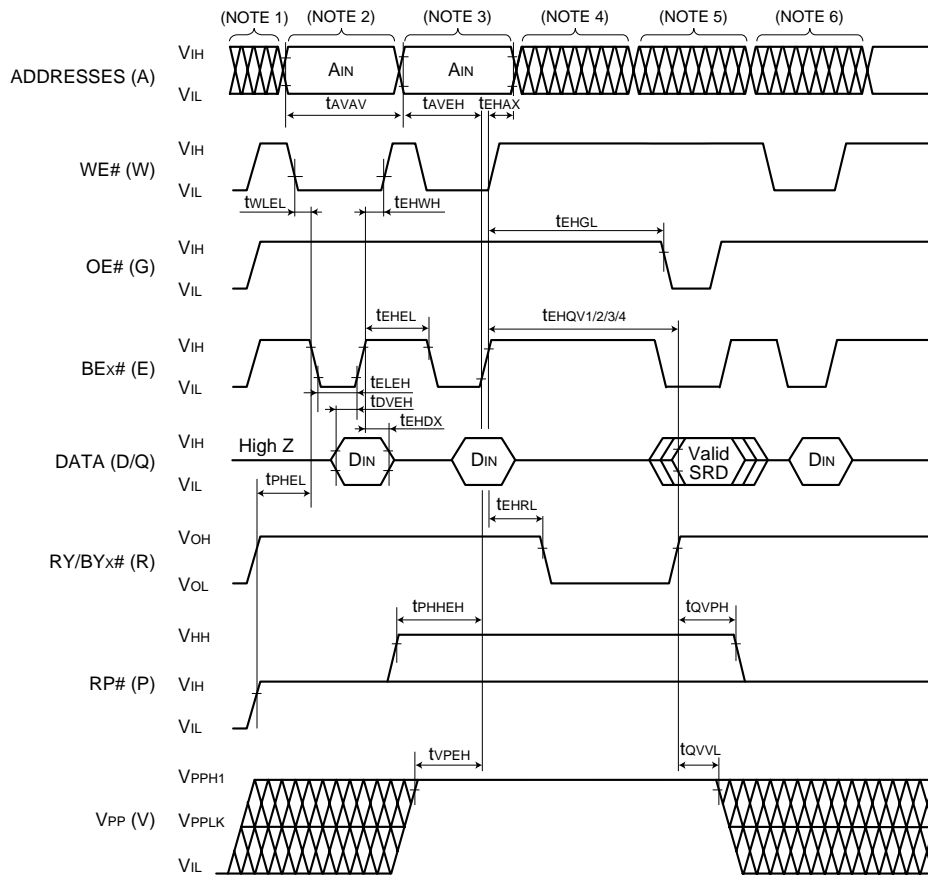 (NOTE 1) (NOTE 2) (NOTE 3) (NOTE 4) (NOTE 5) (NOTE 6)
ADDRESSES (A)
VIH
VIL
AIN AIN
tAVAV tAVEH tEHAX
WE# (W)
VIH
VIL
tWLEL tEHWH
OE# (G)
VIH
VIL
tEHGL
BEX# (E)
VIH
VIL
tEHEL tEHQV1/2/3/4
tELEH
tDVEH
tEHDX
DATA (D/Q)
VIH
VIL
High Z DIN DIN Valid SRD DIN
tPHEL
tEHRL
RY/BYX# (R)
VOH
VOL
tPHHEH tQVPH
RP# (P)
VHH
VIH
VIL
tVPEH tQVVL
VPP (V)
VPPH1
VPPLK
VIL